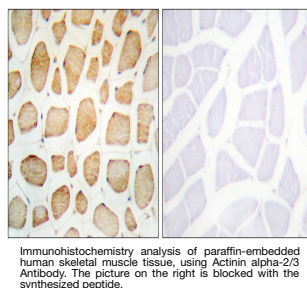 Immunohistochemistry analysis of paraffin-embedded
human skeletal muscle tissue, using Actinin alpha-2/3
Antibody. The picture on the right is blocked with the
synthesized peptide.